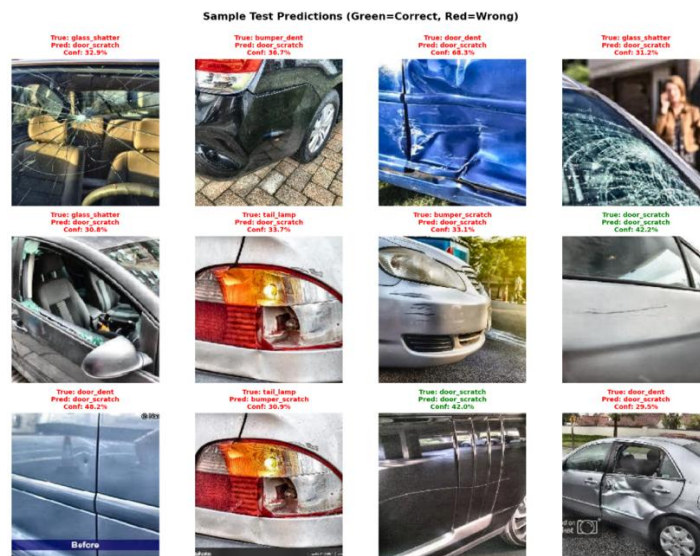 Sample Test Predictions (Green=Correct, Red=Wrong)
True: glass_shatter
Pred: door_scratch
Conf: 32.9%
True: bumper_dent
Pred: door_scratch
Conf: 36.7%
True: door_dent
Pred: door_scratch
Conf: 68.3%
True: glass_shatter
Pred: door_scratch
Conf: 31.2%
True: glass_shatter
Pred: door_scratch
Conf: 30.8%
True: tail_lamp
Pred: door_scratch
Conf: 33.7%
True: bumper_scratch
Pred: door_scratch
Conf: 33.1%
True: door_scratch
Pred: door_scratch
Conf: 42.2%
True: door_dent
Pred: door_scratch
Conf: 48.2%
True: tail_lamp
Pred: bumper_scratch
Conf: 30.9%
True: door_scratch
Pred: door_scratch
Conf: 42.0%
True: door_dent
Pred: door_scratch
Conf: 29.5%
Before